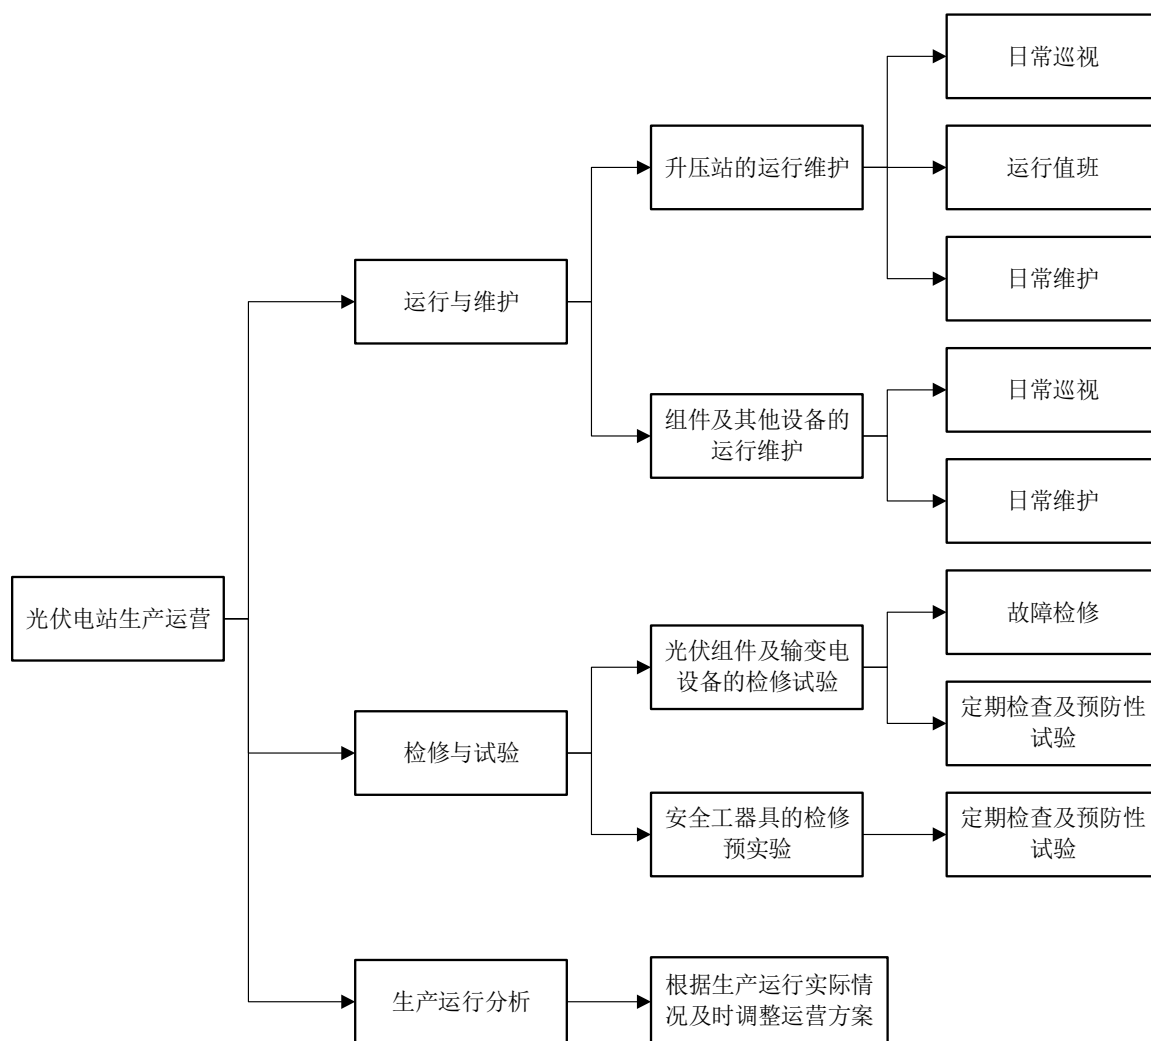 日常巡视
升压站的运行维护
运行值班
运行与维护
日常维护
日常巡视
组件及其他设备的
运行维护
日常维护
光伏电站生产运营
故障检修
光伏组件及输变电
设备的检修试验
定期检查及预防性
试验
检修与试验
安全工器具的检修
预实验
定期检查及预防性
试验
生产运行分析
根据生产运行实际情
况及时调整运营方案